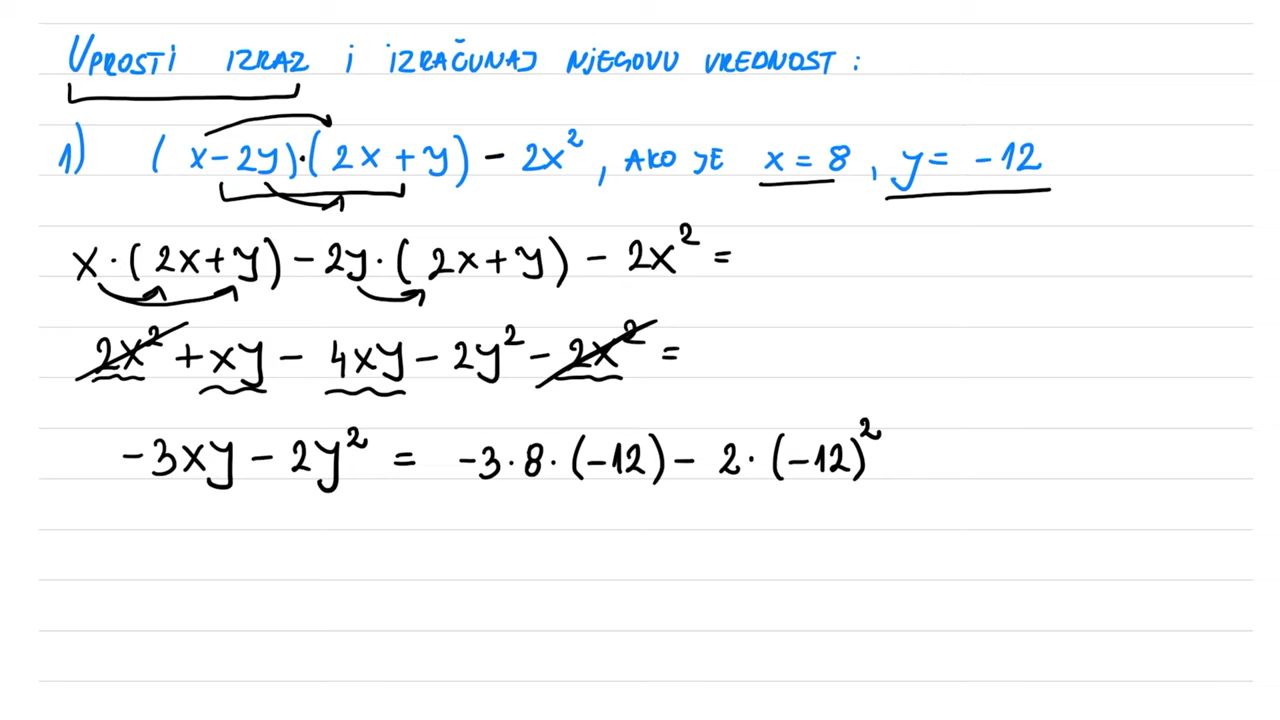 UPROSTI IZRAZ I IZRAČUNAJ NJEGOVU VREDNOST:
1) (x-2y)·(2x+y) - 2x², AKO JE x = 8, y = -12
x·(2x+y) - 2y·(2x+y) - 2x² =
2x² + xy - 4xy - 2y² - 2x² =
-3xy - 2y² = -3·8·(-12) - 2·(-12)²